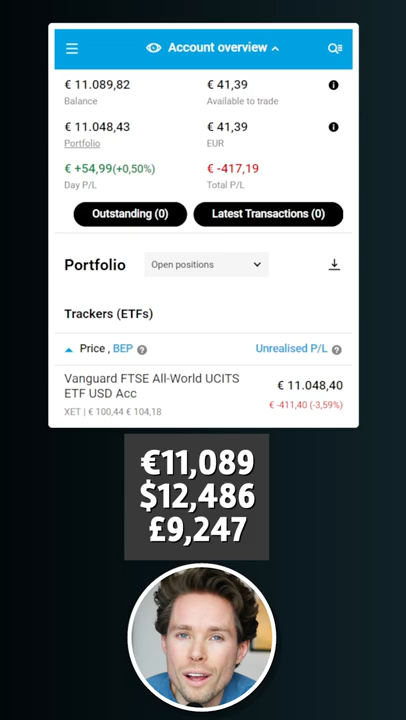 Account overview
€ 11.089,82 € 41,39
Balance Available to trade
€ 11.048,43 € 41,39
Portfolio EUR
€ +54,99(+0,50%) € -417,19
Day P/L Total P/L
Outstanding (0) Latest Transactions (0)
Portfolio Open positions
Trackers (ETFs)
Price , BEP ? Unrealised P/L ?
Vanguard FTSE All-World UCITS € 11.048,40
ETF USD Acc
XET | € 100,44 € 104,18 € -411,40 (-3,59%)
€11,089
$12,486
£9,247